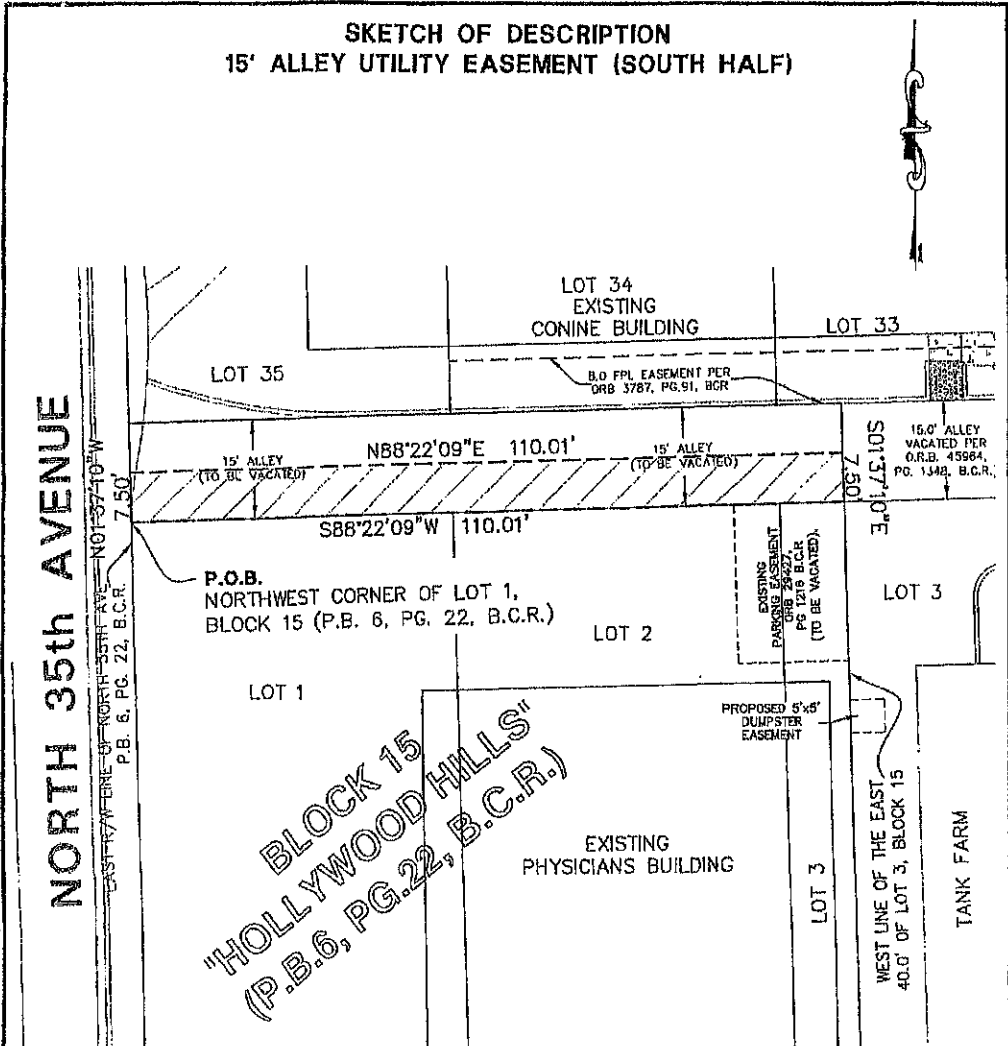 SKETCH OF DESCRIPTION
15' ALLEY UTILITY EASEMENT (SOUTH HALF)
LOT 34
EXISTING
CONINE BUILDING
LOT 33
LOT 35
8.0 FPL EASEMENT PER
ORB 3787, PG.91, BCR
15.0' ALLEY
VACATED PER
O.R.B. 45964,
PG. 1348, B.C.R.
N88°22'09"E 110.01'
15' ALLEY
(TO BE VACATED)
15' ALLEY
(TO BE VACATED)
S01°37'10"E
7.50'
S88°22'09"W 110.01'
NORTH 35th AVENUE
EAST R/W LINE OF NORTH 35TH AVE
P.B. 6, PG. 22, B.C.R.
N01°37'10"W
7.50'
P.O.B.
NORTHWEST CORNER OF LOT 1,
BLOCK 15 (P.B. 6, PG. 22, B.C.R.)
EXISTING
PARKING EASEMENT
ORB 29427,
PG 1216 B.C.R
(TO BE VACATED).
LOT 3
LOT 2
LOT 1
PROPOSED 5'x5'
DUMPSTER
EASEMENT
BLOCK 15
"HOLLYWOOD HILLS"
(P.B.6, PG.22, B.C.R.)
EXISTING
PHYSICIANS BUILDING
LOT 3
WEST LINE OF THE EAST
40.0' OF LOT 3, BLOCK 15
TANK FARM